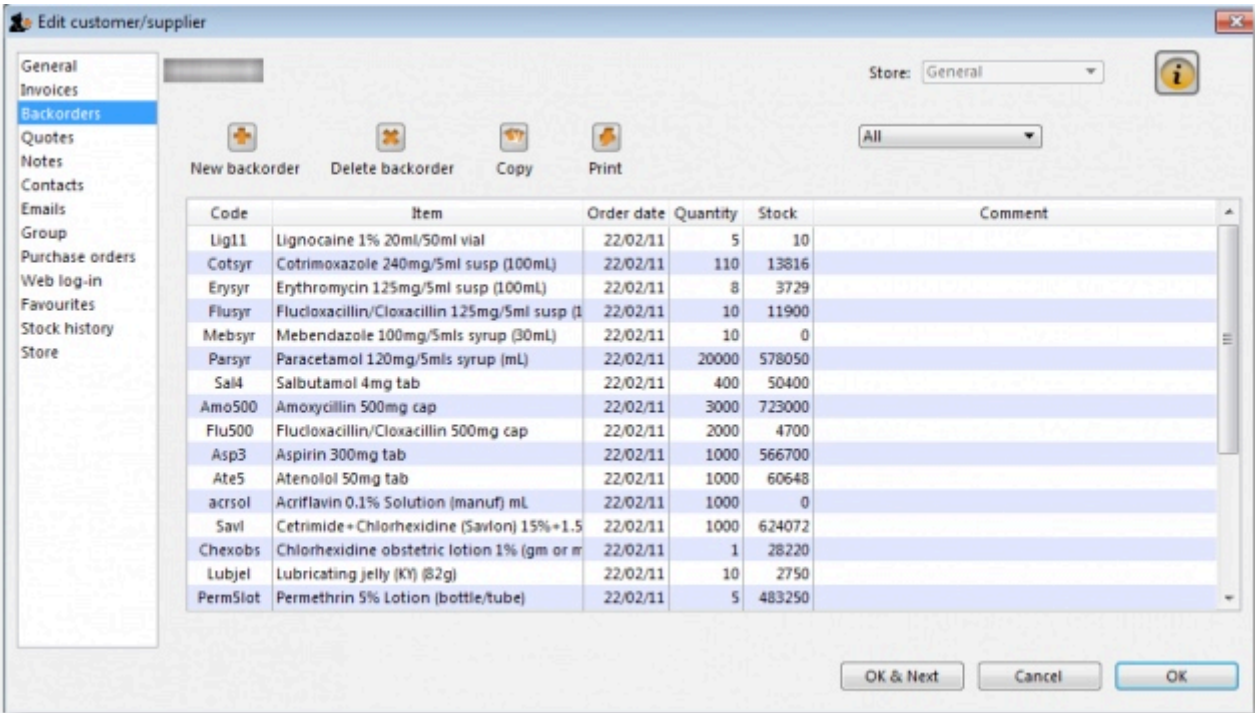 Edit customer/supplier
General
Invoices
Backorders
Quotes
Notes
Contacts
Emails
Group
Purchase orders
Web log-in
Favourites
Stock history
Store
Store: General
All
New backorder Delete backorder Copy Print
Code Item Order date Quantity Stock Comment
Lig11 Lignocaine 1% 20ml/50ml vial 22/02/11 5 10
Cotsyr Cotrimoxazole 240mg/5ml susp (100mL) 22/02/11 110 13816
Erysyr Erythromycin 125mg/5ml susp (100mL) 22/02/11 8 3729
Flusyr Flucloxacillin/Cloxacillin 125mg/5ml susp (1 22/02/11 10 11900
Mebsyr Mebendazole 100mg/5mls syrup (30mL) 22/02/11 10 0
Parsyr Paracetamol 120mg/5mls syrup (mL) 22/02/11 20000 578050
Sal4 Salbutamol 4mg tab 22/02/11 400 50400
Amo500 Amoxycillin 500mg cap 22/02/11 3000 723000
Flu500 Flucloxacillin/Cloxacillin 500mg cap 22/02/11 2000 4700
Asp3 Aspirin 300mg tab 22/02/11 1000 566700
Ate5 Atenolol 50mg tab 22/02/11 1000 60648
acrsol Acriflavin 0.1% Solution (manuf) mL 22/02/11 1000 0
Savl Cetrimide+Chlorhexidine (Savlon) 15%+1.5 22/02/11 1000 624072
Chexobs Chlorhexidine obstetric lotion 1% (gm or m 22/02/11 1 28220
Lubjel Lubricating jelly (KY) (82g) 22/02/11 10 2750
Perm5lot Permethrin 5% Lotion (bottle/tube) 22/02/11 5 483250
OK & Next Cancel OK